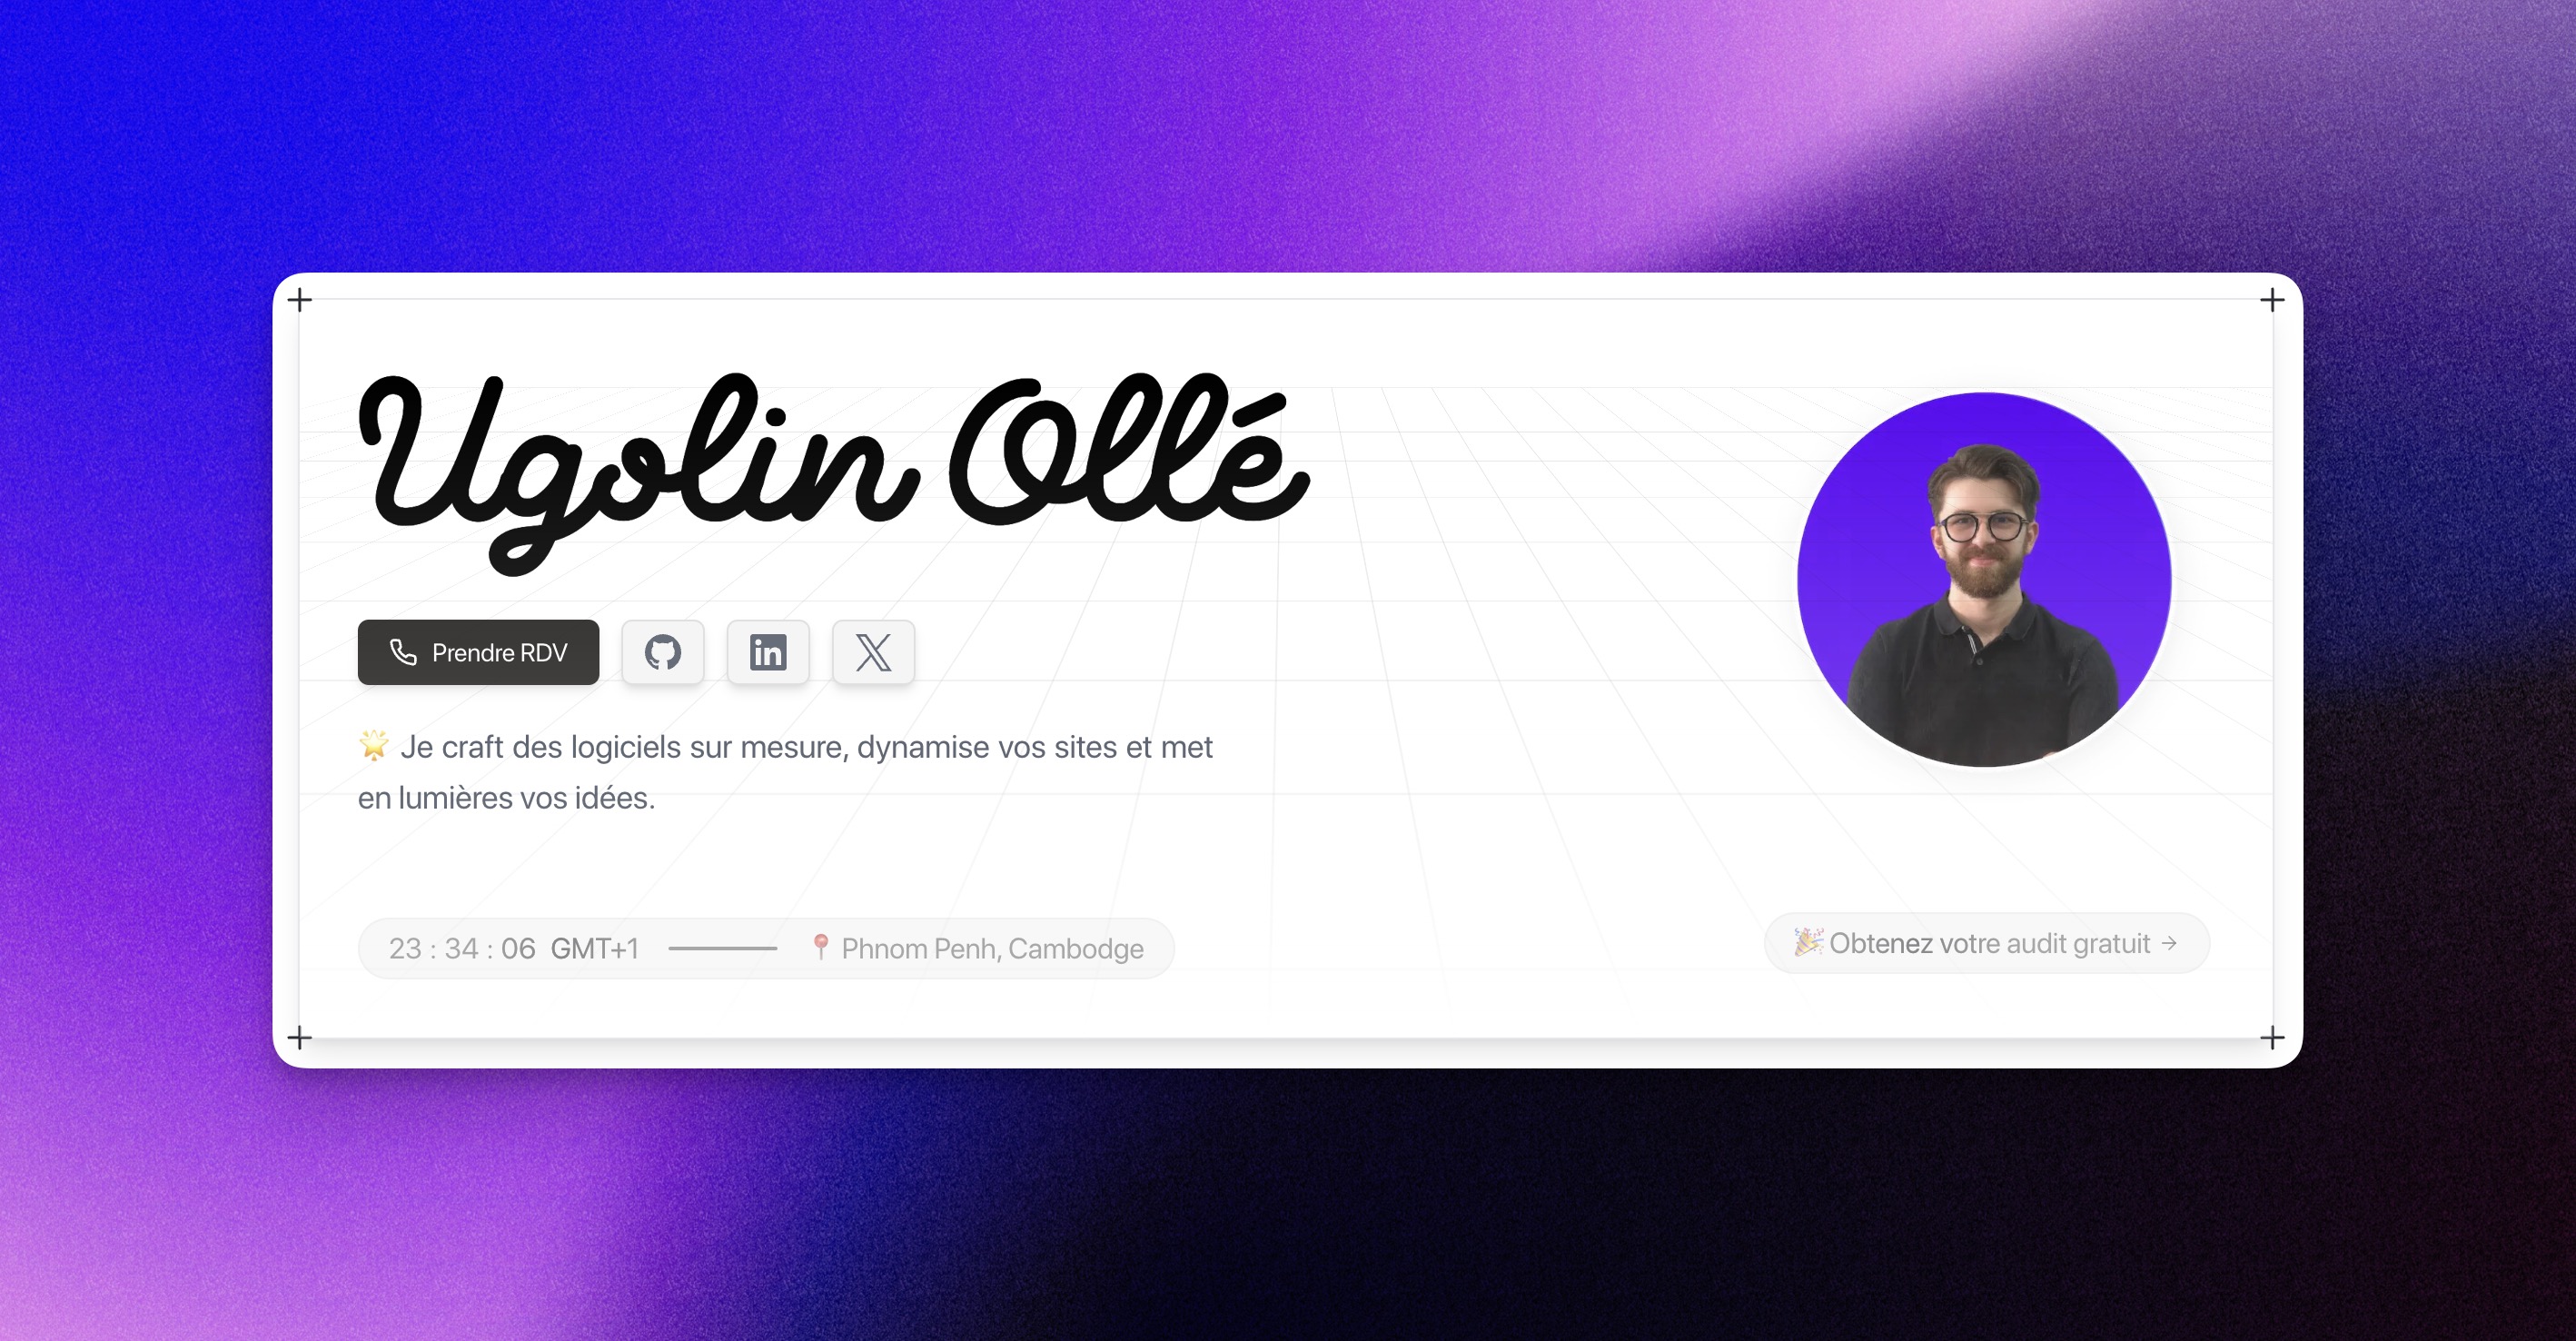 Ugolin Ollé
Prendre RDV
🌟 Je craft des logiciels sur mesure, dynamise vos sites et met
en lumières vos idées.
23 : 34 : 06 GMT+1
📍 Phnom Penh, Cambodge
🎉 Obtenez votre audit gratuit →